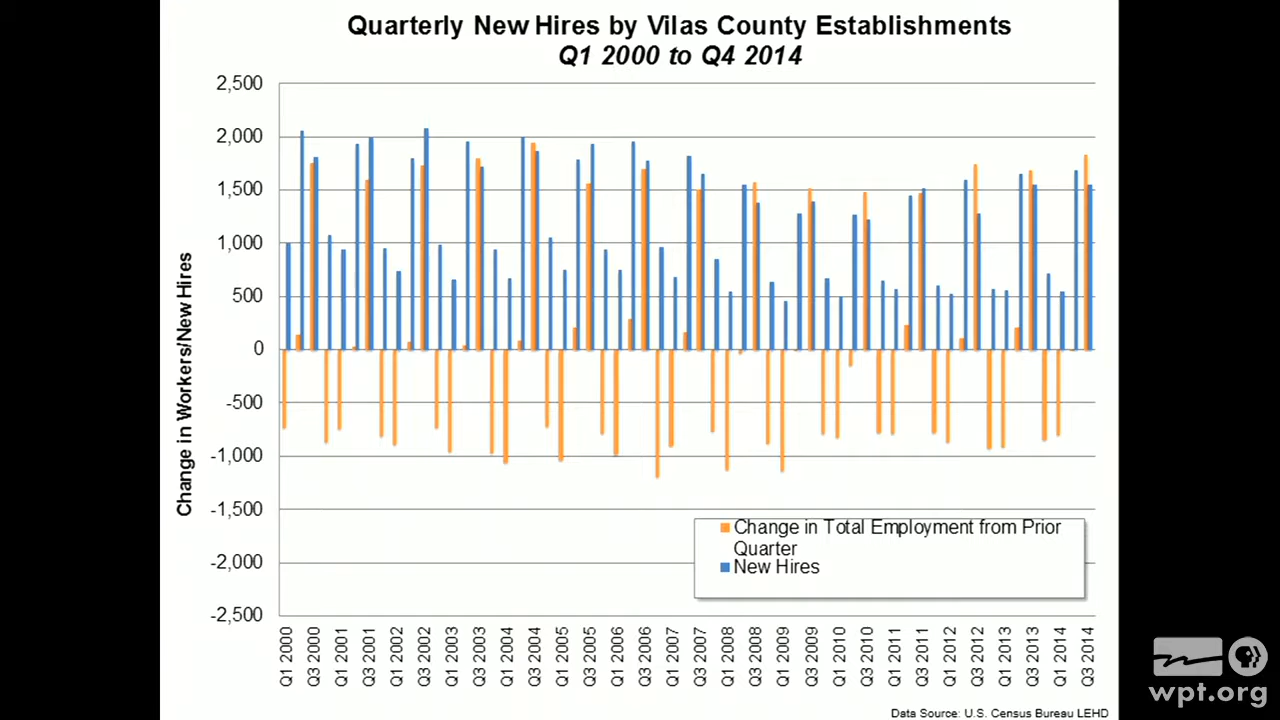 Quarterly New Hires by Vilas County Establishments
Q1 2000 to Q4 2014
2,500
2,000
1,500
1,000
500
0
-500
-1,000
-1,500
-2,000
-2,500
Change in Workers/New Hires
Change in Total Employment from Prior
Quarter
New Hires
Q1 2000
Q3 2000
Q1 2001
Q3 2001
Q1 2002
Q3 2002
Q1 2003
Q3 2003
Q1 2004
Q3 2004
Q1 2005
Q3 2005
Q1 2006
Q3 2006
Q1 2007
Q3 2007
Q1 2008
Q3 2008
Q1 2009
Q3 2009
Q1 2010
Q3 2010
Q1 2011
Q3 2011
Q1 2012
Q3 2012
Q1 2013
Q3 2013
Q1 2014
Q3 2014
Data Source: U.S. Census Bureau LEHD
wpt.org